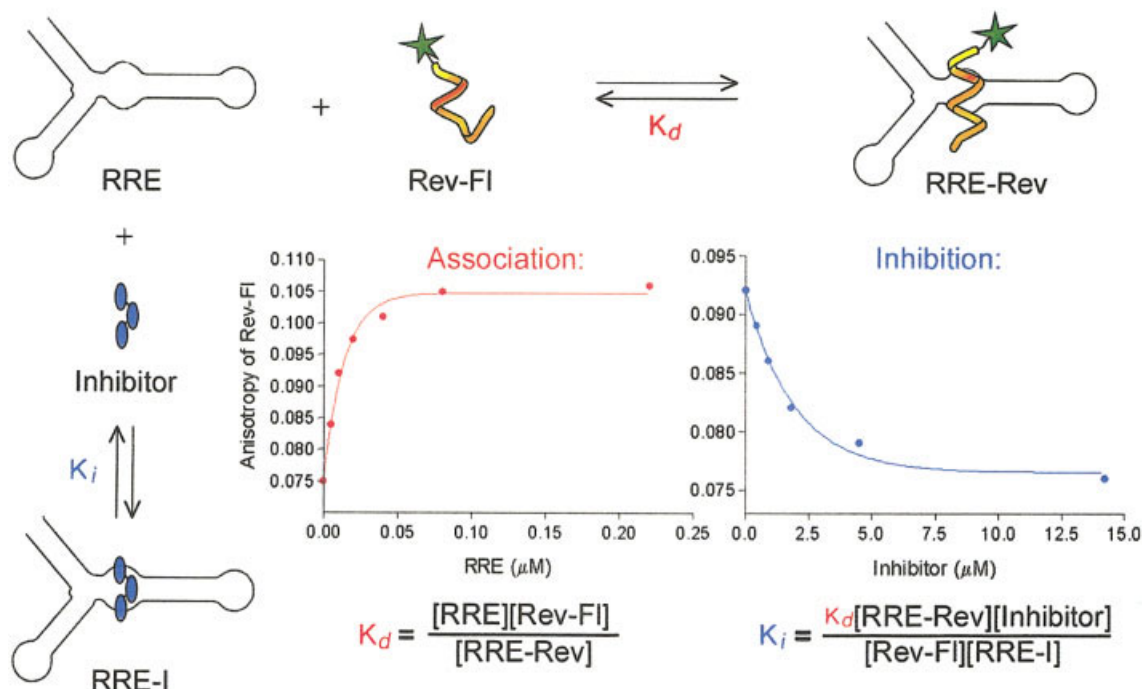 RRE
+
Rev-Fl
K_d
RRE-Rev
+
Inhibitor
K_i
RRE-I
Association:
Anisotropy of Rev-Fl
0.110
0.105
0.100
0.095
0.090
0.085
0.080
0.075
0.00 0.05 0.10 0.15 0.20 0.25
RRE (μM)
Inhibition:
0.095
0.090
0.085
0.080
0.075
0.0 2.5 5.0 7.5 10.0 12.5 15.0
Inhibitor (μM)
K_d = [RRE][Rev-Fl]
[RRE-Rev]
K_i = K_d[RRE-Rev][Inhibitor]
[Rev-Fl][RRE-I]